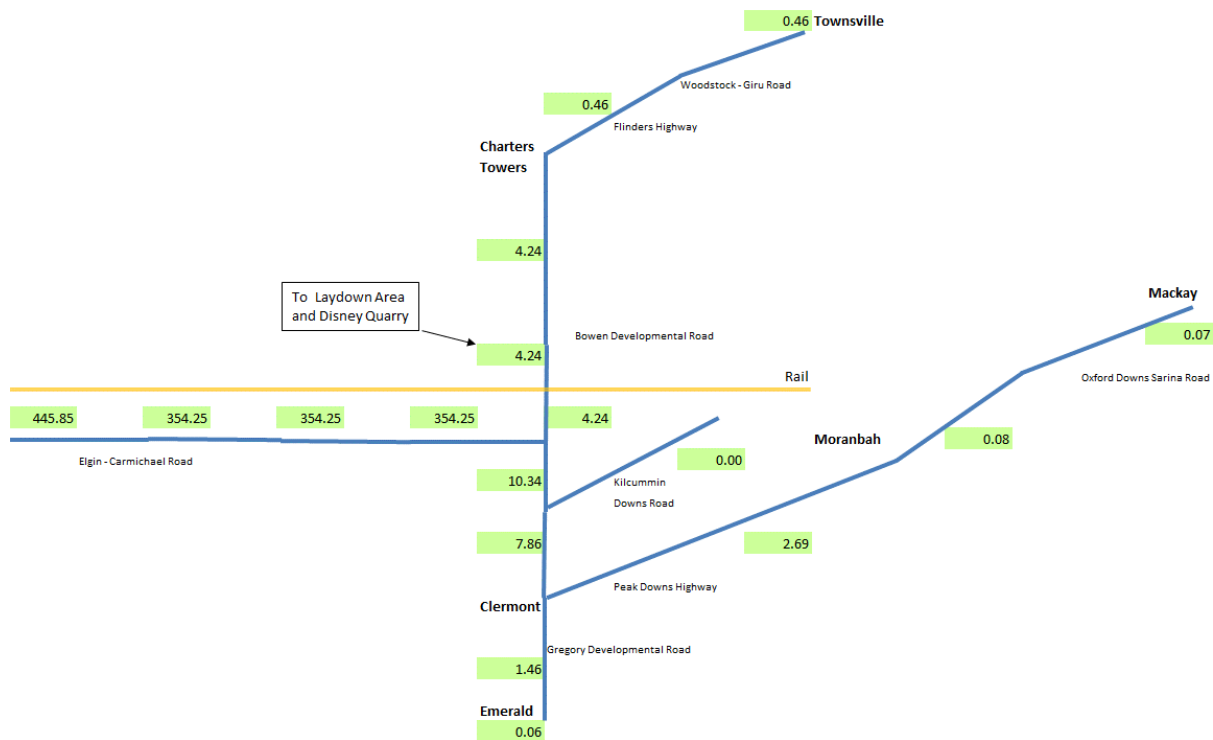 0.46 Townsville
Woodstock - Giru Road
0.46
Flinders Highway
Charters
Towers
4.24
To Laydown Area
and Disney Quarry
Mackay
0.07
Bowen Developmental Road
4.24
Rail
Oxford Downs Sarina Road
445.85 354.25 354.25 354.25 4.24
Moranbah
0.08
Elgin - Carmichael Road
0.00
10.34
Kilcummin
Downs Road
7.86
2.69
Peak Downs Highway
Clermont
Gregory Developmental Road
1.46
Emerald
0.06